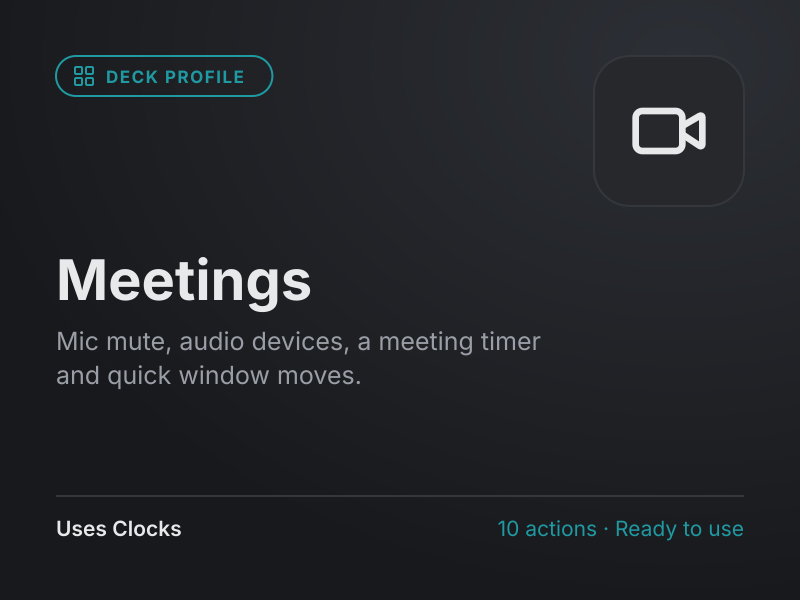 DECK PROFILE
Meetings
Mic mute, audio devices, a meeting timer
and quick window moves.
Uses Clocks
10 actions · Ready to use